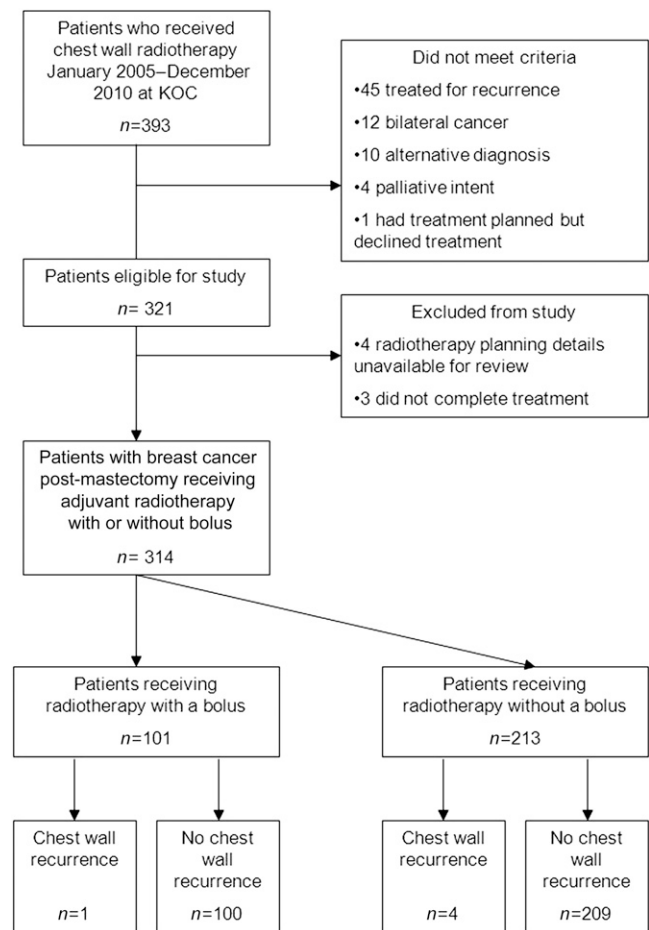 Patients who received
chest wall radiotherapy
January 2005–December
2010 at KOC
n=393
Did not meet criteria
•45 treated for recurrence
•12 bilateral cancer
•10 alternative diagnosis
•4 palliative intent
•1 had treatment planned but
declined treatment
Patients eligible for study
n= 321
Excluded from study
•4 radiotherapy planning details
unavailable for review
•3 did not complete treatment
Patients with breast cancer
post-mastectomy receiving
adjuvant radiotherapy
with or without bolus
n= 314
Patients receiving
radiotherapy with a bolus
n=101
Patients receiving
radiotherapy without a bolus
n=213
Chest wall
recurrence
n=1
No chest
wall
recurrence
n=100
Chest wall
recurrence
n=4
No chest
wall
recurrence
n=209